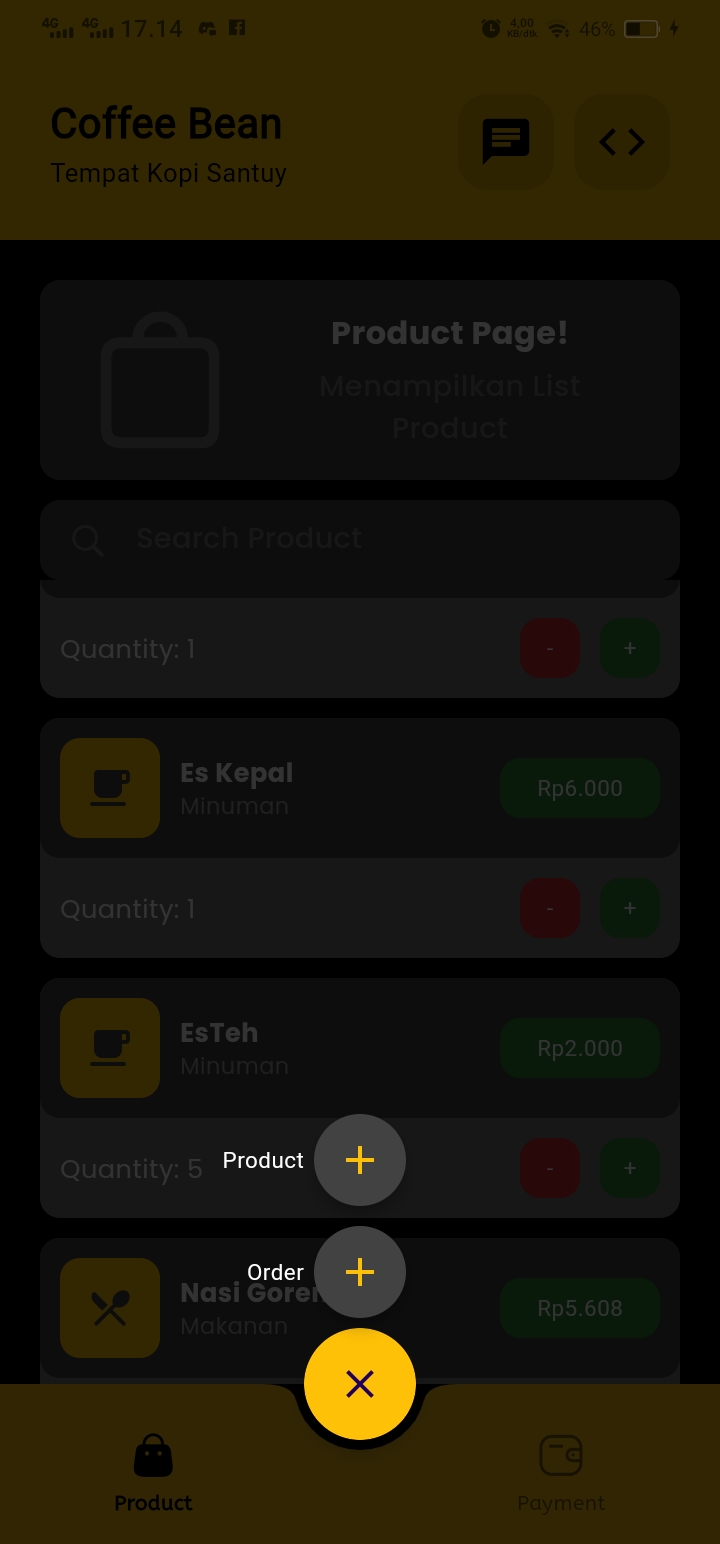 4G 4G 17.14 4,00 KB/dtk 46%
Coffee Bean
Tempat Kopi Santuy
Product Page!
Menampilkan List
Product
Search Product
Quantity: 1 - +
Es Kepal
Minuman
Rp6.000
Quantity: 1 - +
EsTeh
Minuman
Rp2.000
Quantity: 5 - +
Product
Order
Nasi Goren
Makanan
Rp5.608
Product
Payment